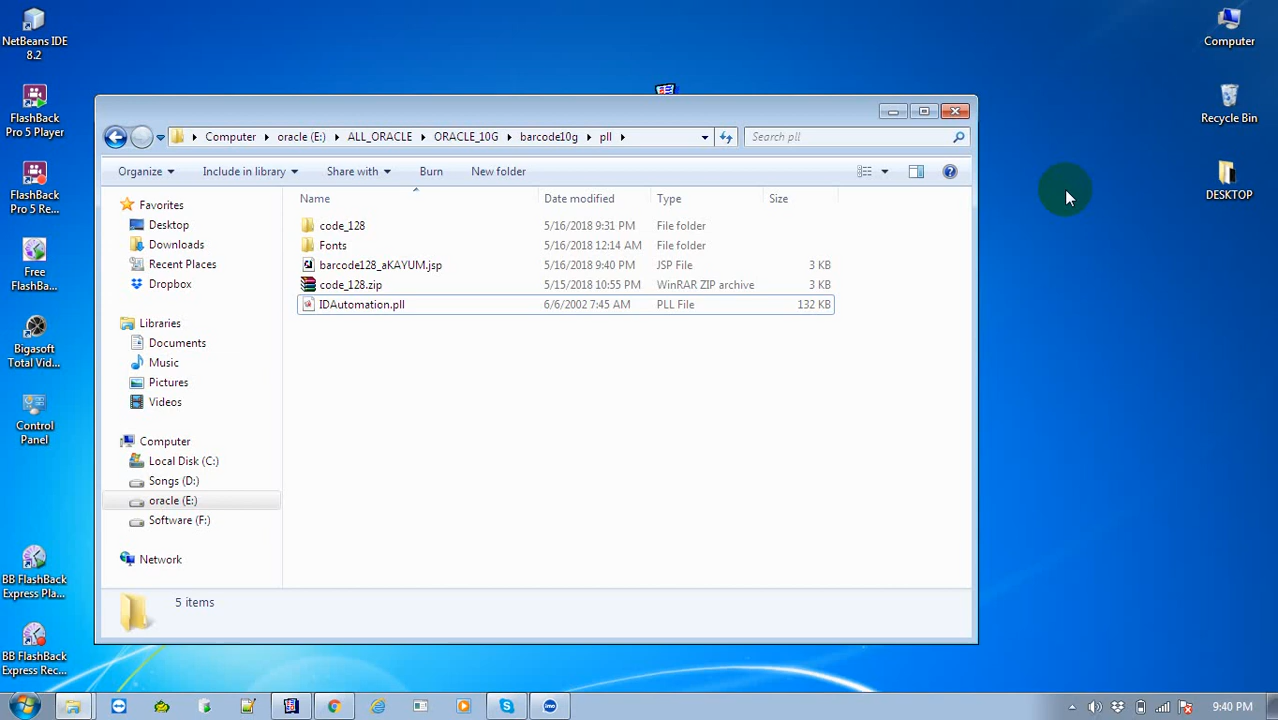 NetBeans IDE
8.2
FlashBack
Pro 5 Player
FlashBack
Pro 5 Re...
Free
FlashBa...
Bigasoft
Total Vid...
Control
Panel
BB FlashBack
Express Pla...
BB FlashBack
Express Rec...
Computer
Recycle Bin
DESKTOP
Computer oracle (E:) ALL_ORACLE ORACLE_10G barcode10g pll
Search pll
Organize Include in library Share with Burn New folder
Favorites
Desktop
Downloads
Recent Places
Dropbox
Libraries
Documents
Music
Pictures
Videos
Computer
Local Disk (C:)
Songs (D:)
oracle (E:)
Software (F:)
Network
Name Date modified Type Size
code_128 5/16/2018 9:31 PM File folder
Fonts 5/16/2018 12:14 AM File folder
barcode128_aKAYUM.jsp 5/16/2018 9:40 PM JSP File 3 KB
code_128.zip 5/15/2018 10:55 PM WinRAR ZIP archive 3 KB
IDAutomation.pll 6/6/2002 7:45 AM PLL File 132 KB
5 items
9:40 PM